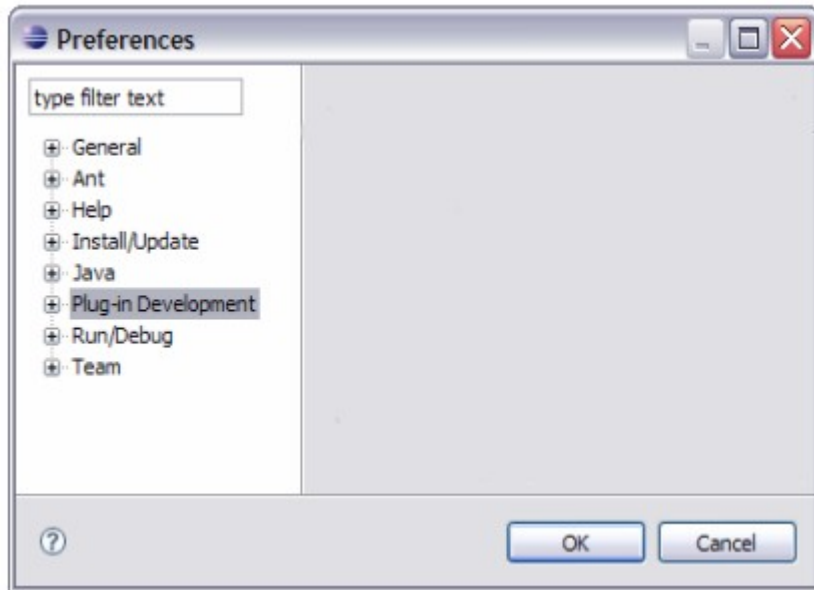 Preferences
type filter text
General
Ant
Help
Install/Update
Java
Plug-in Development
Run/Debug
Team
?
OK
Cancel